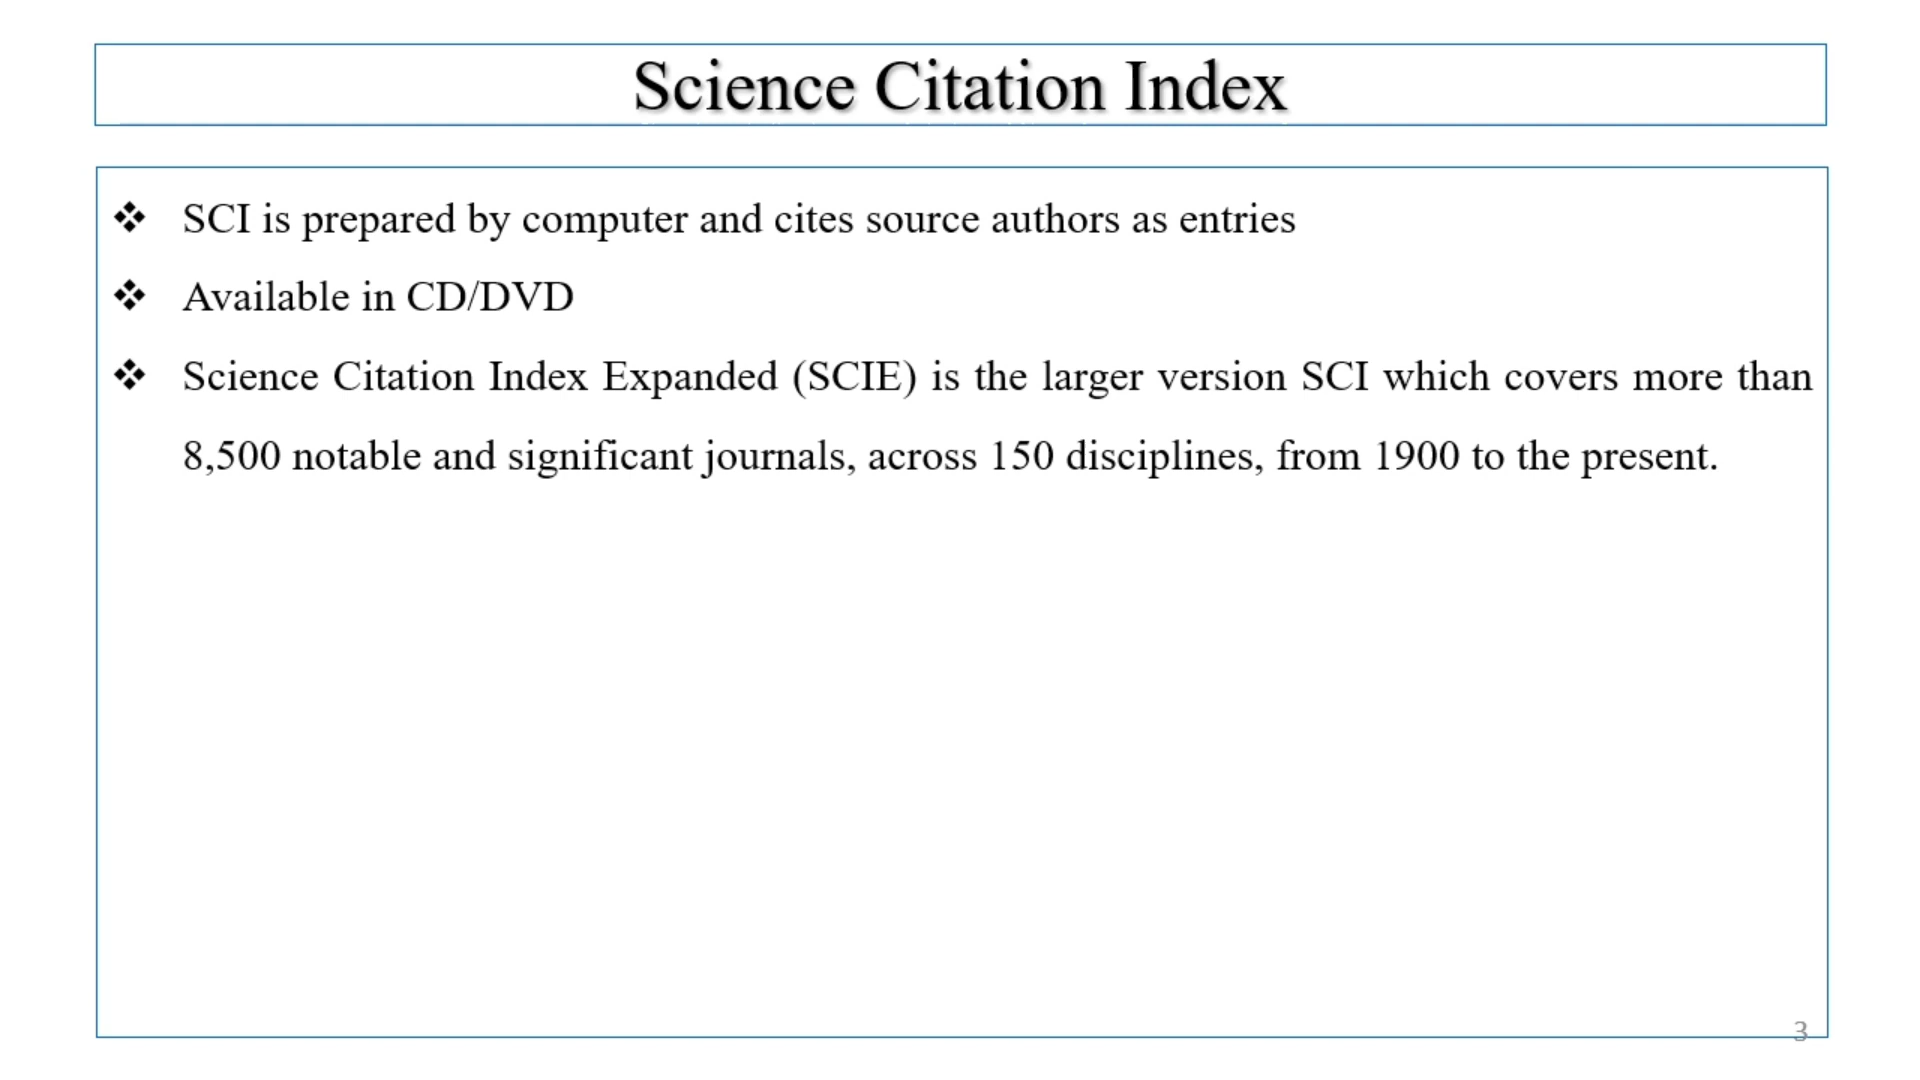 Science Citation Index
❖ SCI is prepared by computer and cites source authors as entries
❖ Available in CD/DVD
❖ Science Citation Index Expanded (SCIE) is the larger version SCI which covers more than
8,500 notable and significant journals, across 150 disciplines, from 1900 to the present.
3